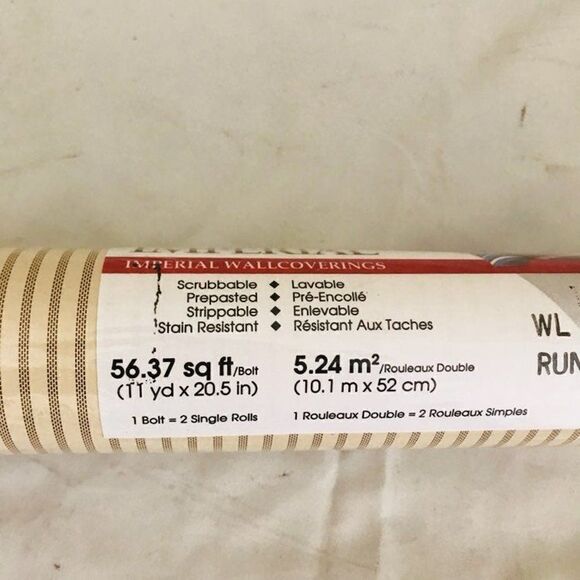 IMPERIAL
IMPERIAL WALLCOVERINGS
Scrubbable ◆ Lavable
Prepasted ◆ Pré-Encollé
Strippable ◆ Enlevable
Stain Resistant ◆ Résistant Aux Taches
56.37 sq ft/Bolt
(11 yd x 20.5 in)
1 Bolt = 2 Single Rolls
5.24 m²/Rouleaux Double
(10.1 m x 52 cm)
1 Rouleaux Double = 2 Rouleaux Simples
WL
RUN